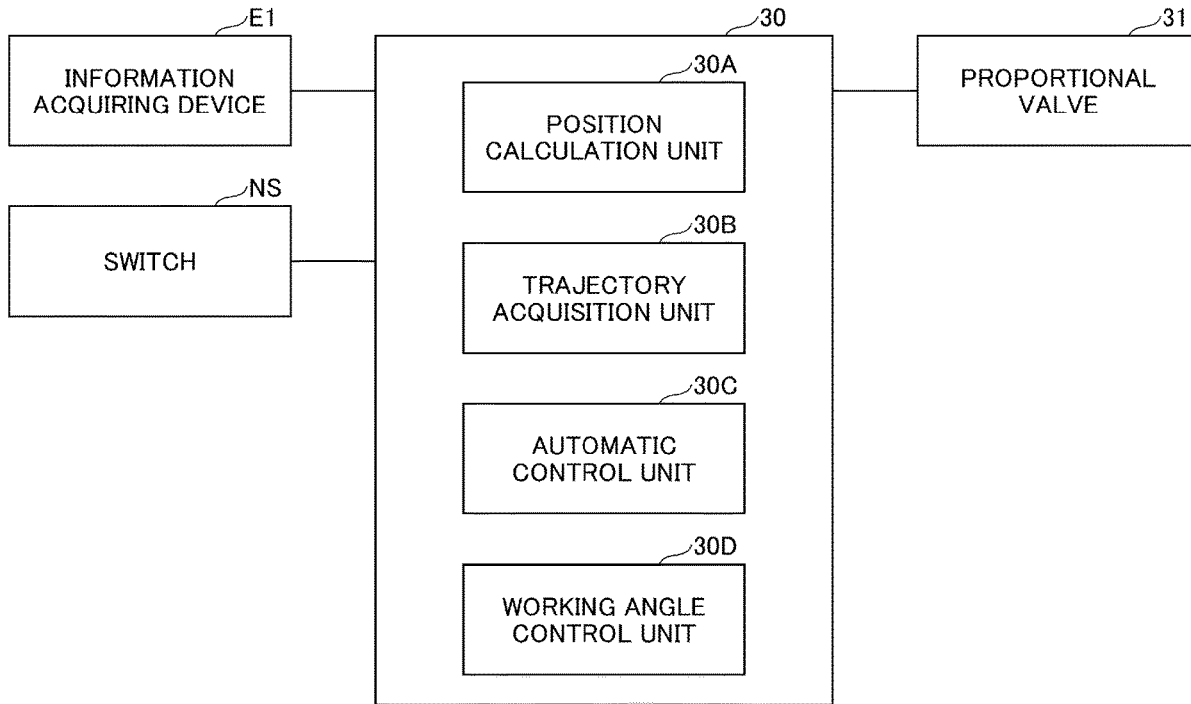 E1
INFORMATION
ACQUIRING DEVICE
NS
SWITCH
30
30A
POSITION
CALCULATION UNIT
30B
TRAJECTORY
ACQUISITION UNIT
30C
AUTOMATIC
CONTROL UNIT
30D
WORKING ANGLE
CONTROL UNIT
31
PROPORTIONAL
VALVE